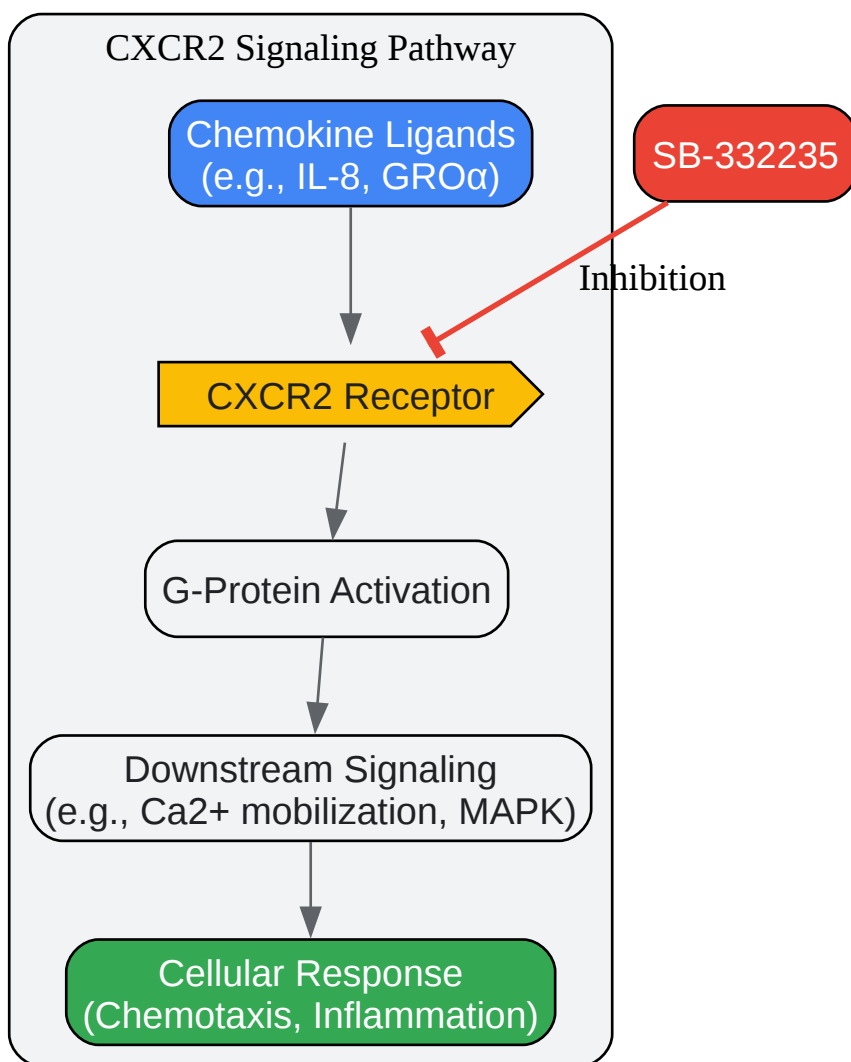 CXCR2 Signaling Pathway
Chemokine Ligands
(e.g., IL-8, GROα)
SB-332235
Inhibition
CXCR2 Receptor
G-Protein Activation
Downstream Signaling
(e.g., Ca2+ mobilization, MAPK)
Cellular Response
(Chemotaxis, Inflammation)